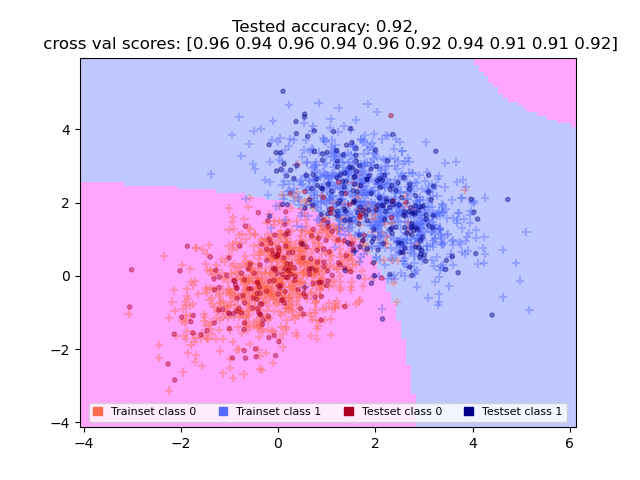 Tested accuracy: 0.92,
cross val scores: [0.96 0.94 0.96 0.94 0.96 0.92 0.94 0.91 0.91 0.92]
4
2
0
−2
−4
Trainset class 0 Trainset class 1 Testset class 0 Testset class 1
−4 −2 0 2 4 6